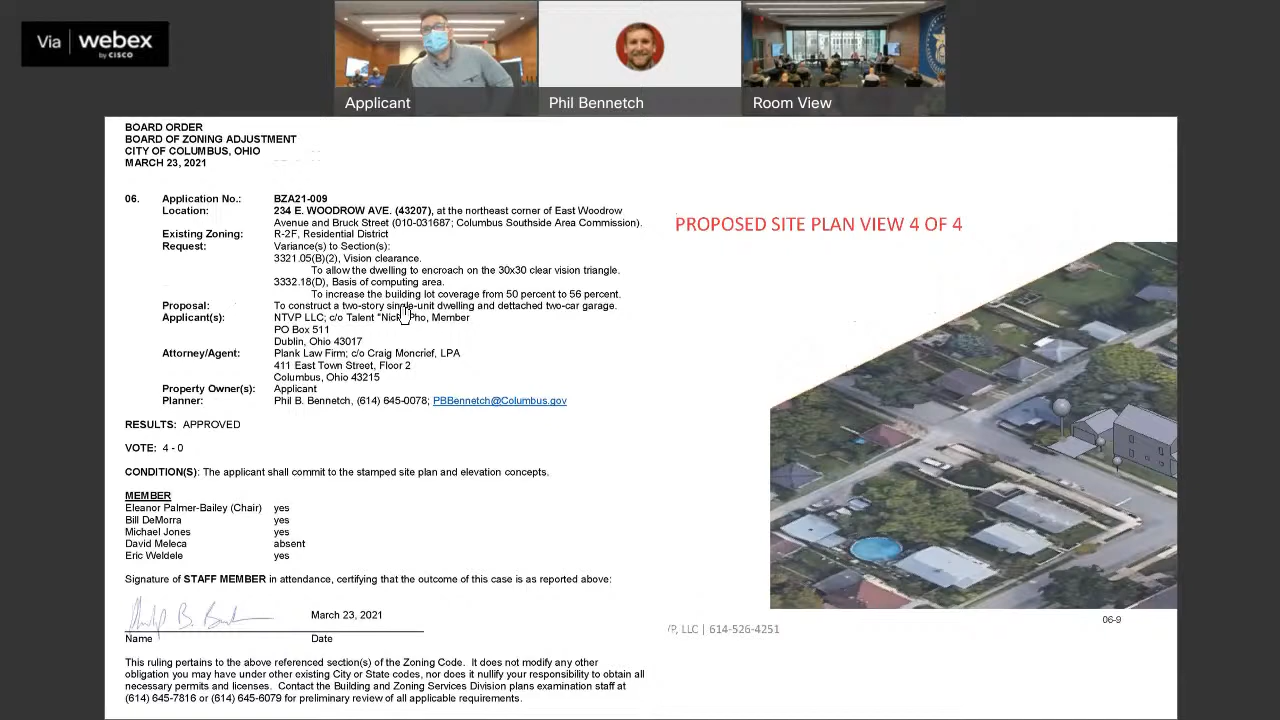 Via webex
by CISCO
Applicant
Phil Bennetch
Room View
BOARD ORDER
BOARD OF ZONING ADJUSTMENT
CITY OF COLUMBUS, OHIO
MARCH 23, 2021
06. Application No.: BZA21-009
Location: 234 E. WOODROW AVE. (43207), at the northeast corner of East Woodrow
Avenue and Bruck Street (010-031687; Columbus Southside Area Commission).
Existing Zoning: R-2F, Residential District
Request: Variance(s) to Section(s):
3321.05(B)(2), Vision clearance.
To allow the dwelling to encroach on the 30x30 clear vision triangle.
3332.18(D), Basis of computing area.
To increase the building lot coverage from 50 percent to 56 percent.
Proposal: To construct a two-story single-unit dwelling and dettached two-car garage.
Applicant(s): NTVP LLC; c/o Talent "Nick" Pho, Member
PO Box 511
Dublin, Ohio 43017
Attorney/Agent: Plank Law Firm; c/o Craig Moncrief, LPA
411 East Town Street, Floor 2
Columbus, Ohio 43215
Property Owner(s): Applicant
Planner: Phil B. Bennetch, (614) 645-0078; PBBennetch@Columbus.gov
RESULTS: APPROVED
VOTE: 4 - 0
CONDITION(S): The applicant shall commit to the stamped site plan and elevation concepts.
MEMBER
Eleanor Palmer-Bailey (Chair) yes
Bill DeMorra yes
Michael Jones yes
David Meleca absent
Eric Weldele yes
Signature of STAFF MEMBER in attendance, certifying that the outcome of this case is as reported above:
March 23, 2021
Name Date
This ruling pertains to the above referenced section(s) of the Zoning Code. It does not modify any other
obligation you may have under other existing City or State codes, nor does it nullify your responsibility to obtain all
necessary permits and licenses. Contact the Building and Zoning Services Division plans examination staff at
(614) 645-7816 or (614) 645-6079 for preliminary review of all applicable requirements.
PROPOSED SITE PLAN VIEW 4 OF 4
06-9
P, LLC | 614-526-4251